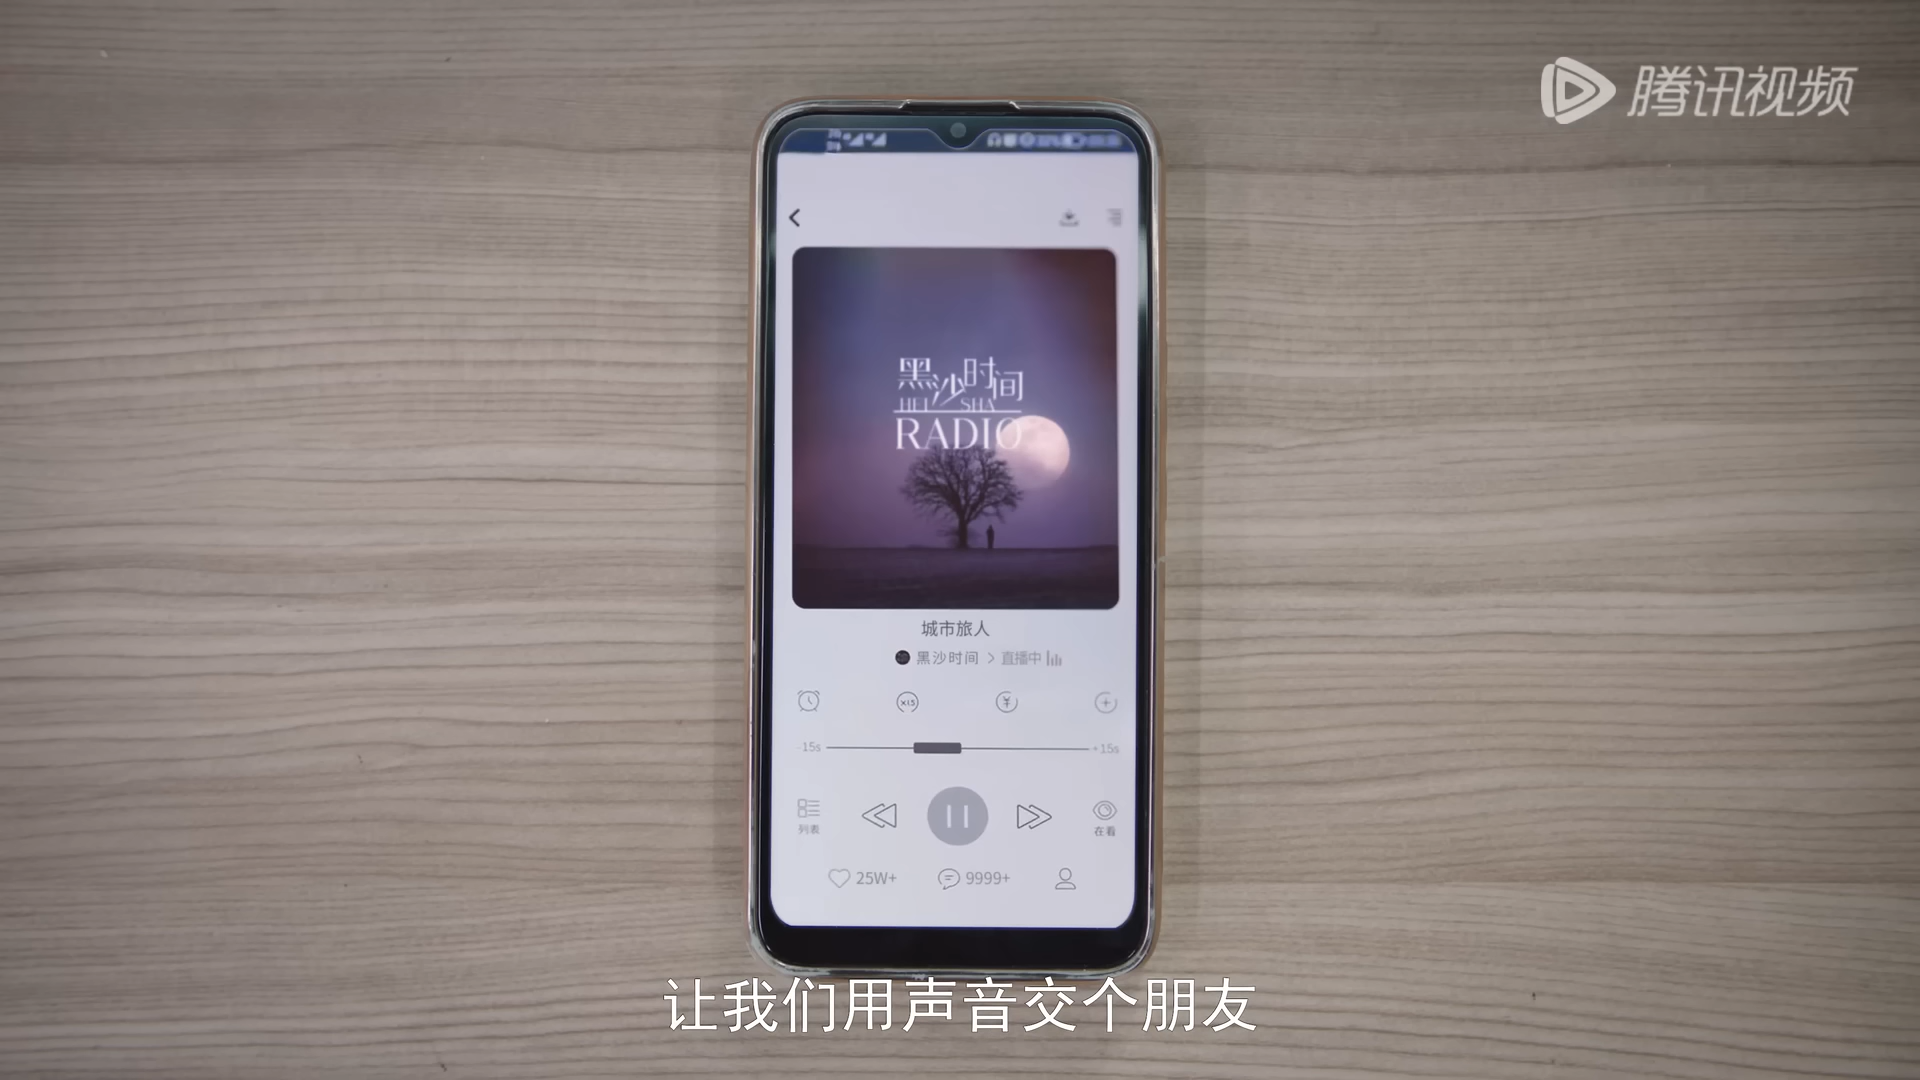 腾讯视频
黑沙时间
HEI SHA
RADIO
城市旅人
黑沙时间 > 直播中
x1.5
¥
-15s
+15s
列表
在看
25W+
9999+
让我们用声音交个朋友